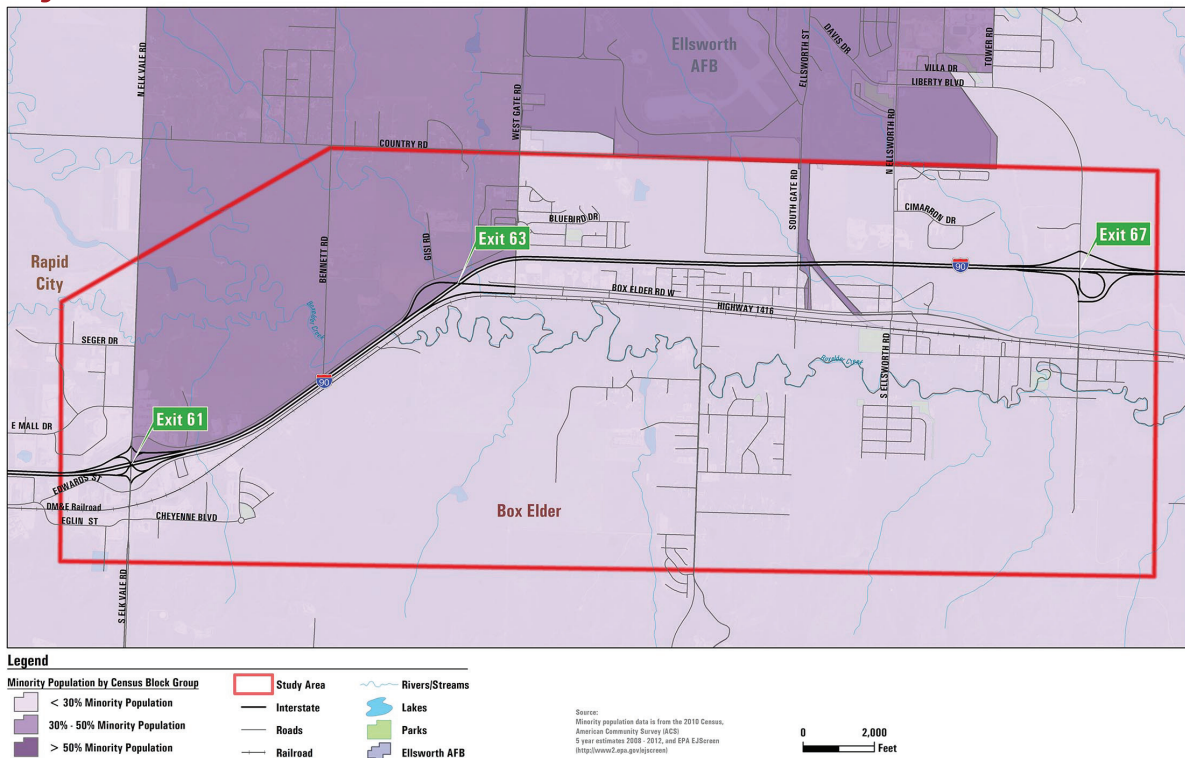 Ellsworth
AFB
N ELK VALE RD
WEST GATE RD
ELLSWORTH ST
DAVIS DR
TOWER RD
VILLA DR
LIBERTY BLVD
COUNTRY RD
N ELLSWORTH RD
BENNETT RD
GISI RD
BLUEBIRD DR
SOUTH GATE RD
CIMARRON DR
Exit 63
Exit 67
Rapid
City
90
BOX ELDER RD W
HIGHWAY 1416
SEGER DR
90
S ELLSWORTH RD
Exit 61
E MALL DR
EDWARDS ST
DM&E Railroad
EGLIN ST
CHEYENNE BLVD
Box Elder
S ELK VALE RD
Legend
Minority Population by Census Block Group
< 30% Minority Population
30% - 50% Minority Population
> 50% Minority Population
Study Area
Interstate
Roads
Railroad
Rivers/Streams
Lakes
Parks
Ellsworth AFB
Source:
Minority population data is from the 2010 Census,
American Community Survey (ACS)
5 year estimates 2008 - 2012, and EPA EJScreen
(http://www2.epa.gov/ejscreen)
0 2,000
Feet